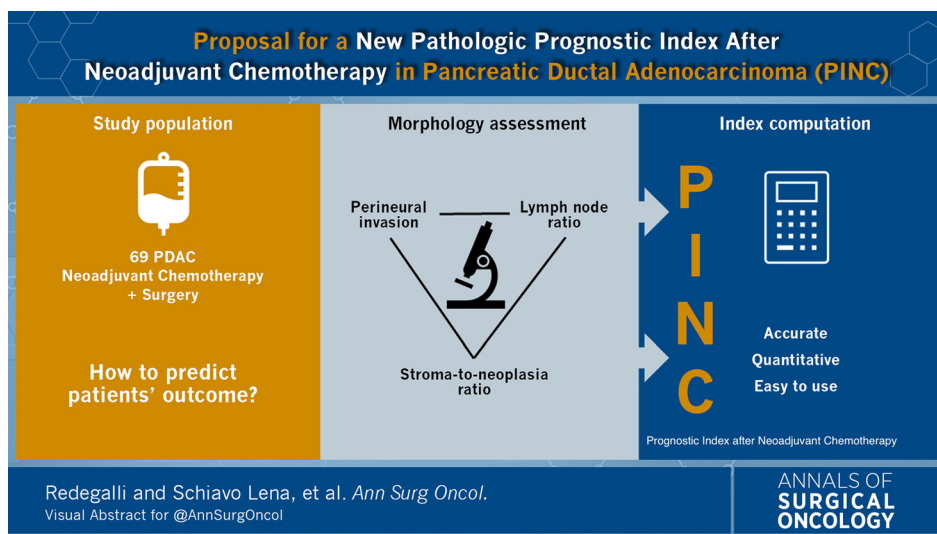 Proposal for a New Pathologic Prognostic Index After
Neoadjuvant Chemotherapy in Pancreatic Ductal Adenocarcinoma (PINC)
Study population
69 PDAC
Neoadjuvant Chemotherapy
+ Surgery
How to predict
patients’ outcome?
Morphology assessment
Perineural
invasion
Lymph node
ratio
Stroma-to-neoplasia
ratio
Index computation
P
I
N
C
Accurate
Quantitative
Easy to use
Prognostic Index after Neoadjuvant Chemotherapy
Redegalli and Schiavo Lena, et al. Ann Surg Oncol.
Visual Abstract for @AnnSurgOncol
ANNALS OF
SURGICAL
ONCOLOGY